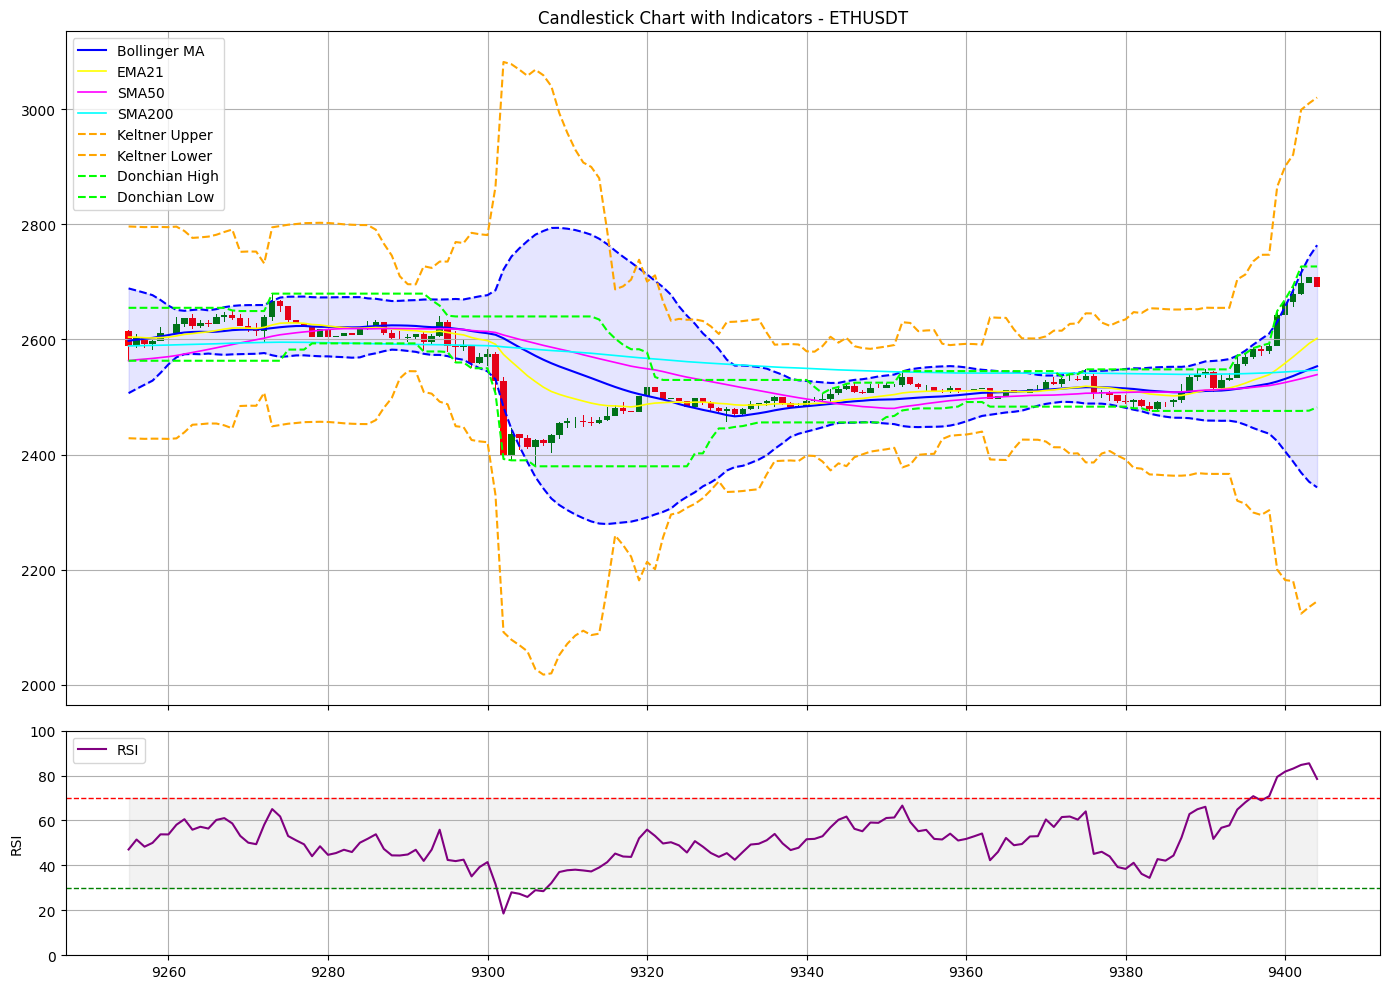 Candlestick Chart with Indicators - ETHUSDT
Bollinger MA
EMA21
SMA50
SMA200
Keltner Upper
Keltner Lower
Donchian High
Donchian Low
3000
2800
2600
2400
2200
2000
RSI
100
80
60
40
20
0
RSI
9260 9280 9300 9320 9340 9360 9380 9400